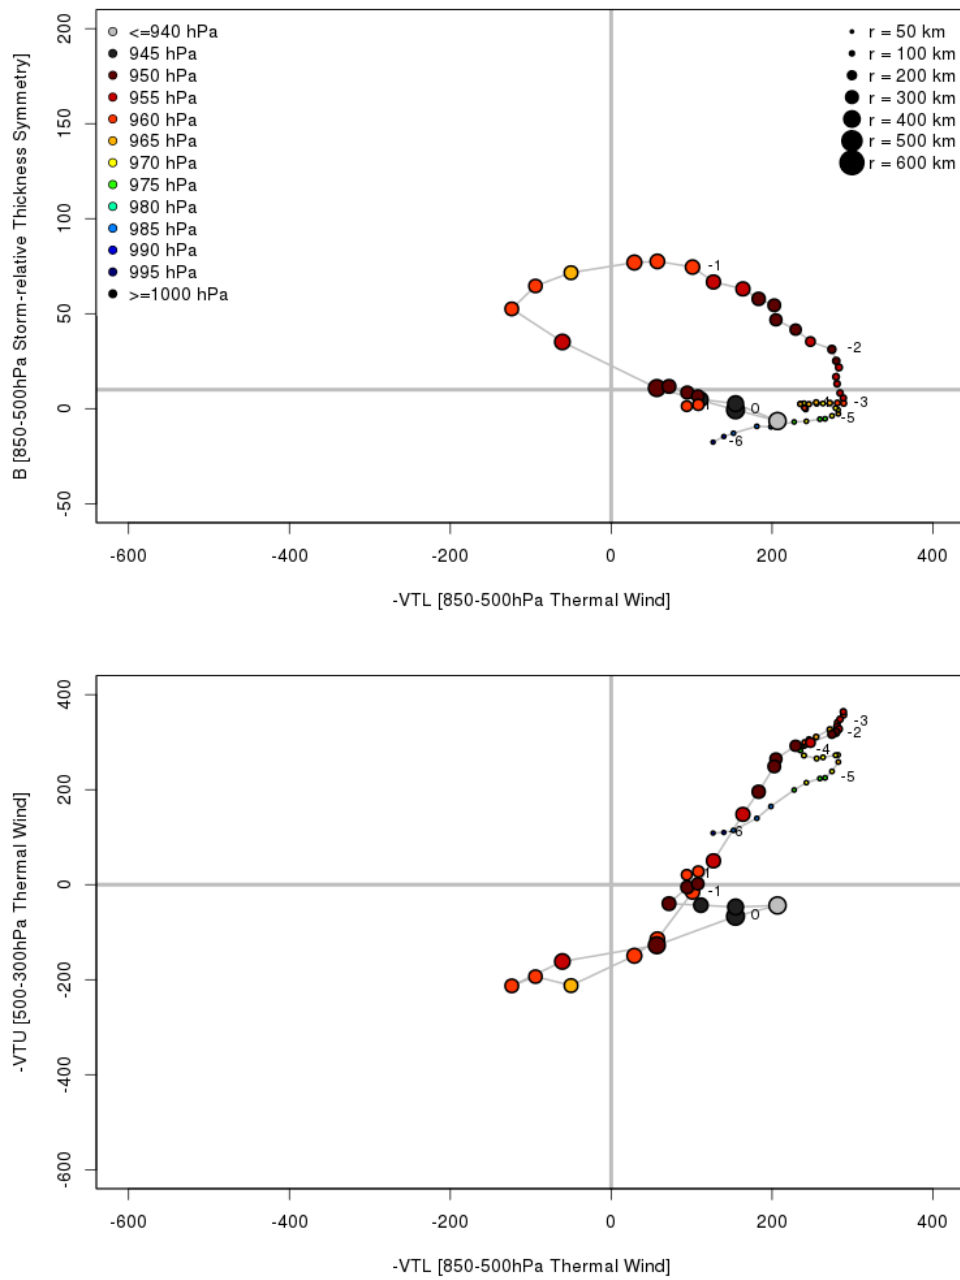 <=940 hPa
945 hPa
950 hPa
955 hPa
960 hPa
965 hPa
970 hPa
975 hPa
980 hPa
985 hPa
990 hPa
995 hPa
>=1000 hPa
r = 50 km
r = 100 km
r = 200 km
r = 300 km
r = 400 km
r = 500 km
r = 600 km
B [850-500hPa Storm-relative Thickness Symmetry]
200
150
100
50
0
-50
-1
-2
-3
-4
-5
-6
0
1
-600
-400
-200
0
200
400
-VTL [850-500hPa Thermal Wind]
-VTU [500-300hPa Thermal Wind]
400
200
0
-200
-400
-600
-3
-2
-4
-5
-6
1
-1
0
-600
-400
-200
0
200
400
-VTL [850-500hPa Thermal Wind]